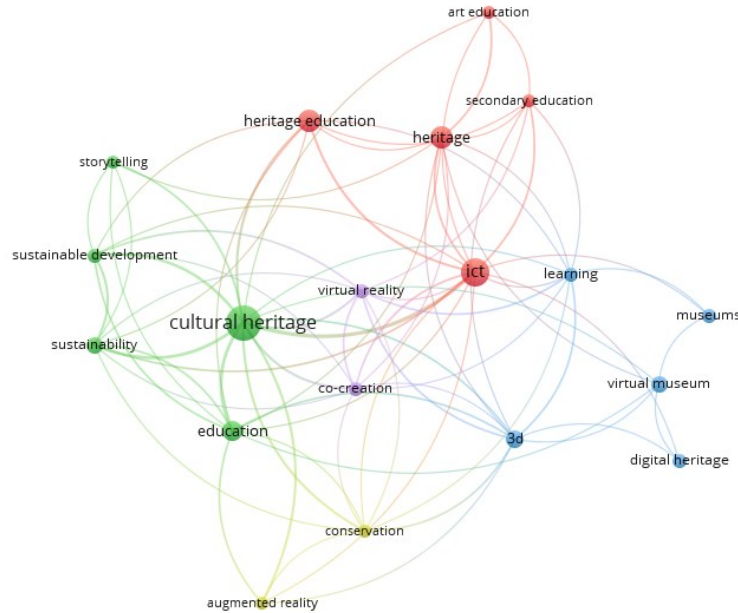 art education
secondary education
heritage education
heritage
storytelling
sustainable development
ict
learning
virtual reality
museums
cultural heritage
sustainability
virtual museum
co-creation
education
3d
digital heritage
conservation
augmented reality